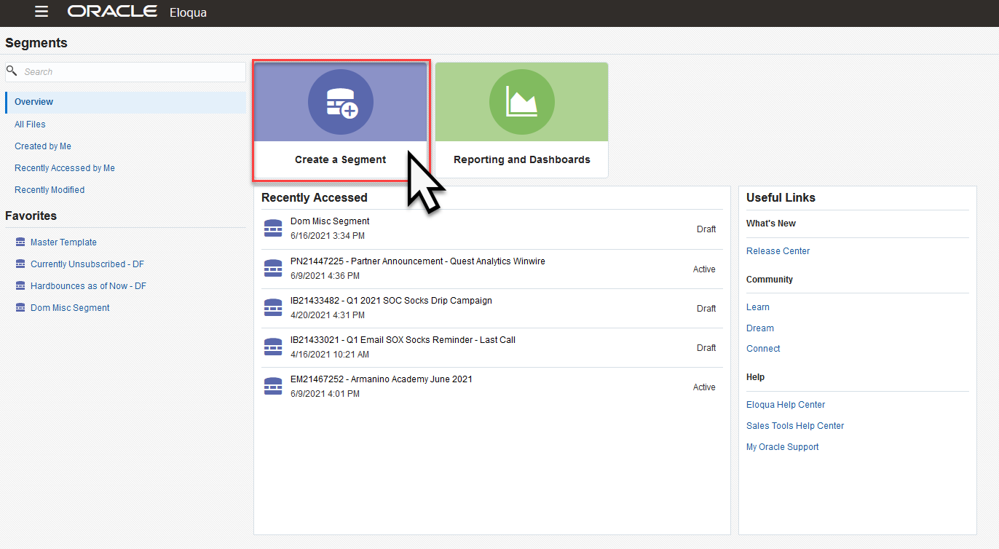 ORACLE Eloqua
Segments
Search
Overview
All Files
Created by Me
Recently Accessed by Me
Recently Modified
Favorites
Master Template
Currently Unsubscribed - DF
Hardbounces as of Now - DF
Dom Misc Segment
Create a Segment
Reporting and Dashboards
Recently Accessed
Dom Misc Segment
6/16/2021 3:34 PM
Draft
PN21447225 - Partner Announcement - Quest Analytics Winwire
6/9/2021 4:36 PM
Active
IB21433482 - Q1 2021 SOC Socks Drip Campaign
4/20/2021 4:31 PM
Draft
IB21433021 - Q1 Email SOX Socks Reminder - Last Call
4/16/2021 10:21 AM
Draft
EM21467252 - Armanino Academy June 2021
6/9/2021 4:01 PM
Active
Useful Links
What's New
Release Center
Community
Learn
Dream
Connect
Help
Eloqua Help Center
Sales Tools Help Center
My Oracle Support